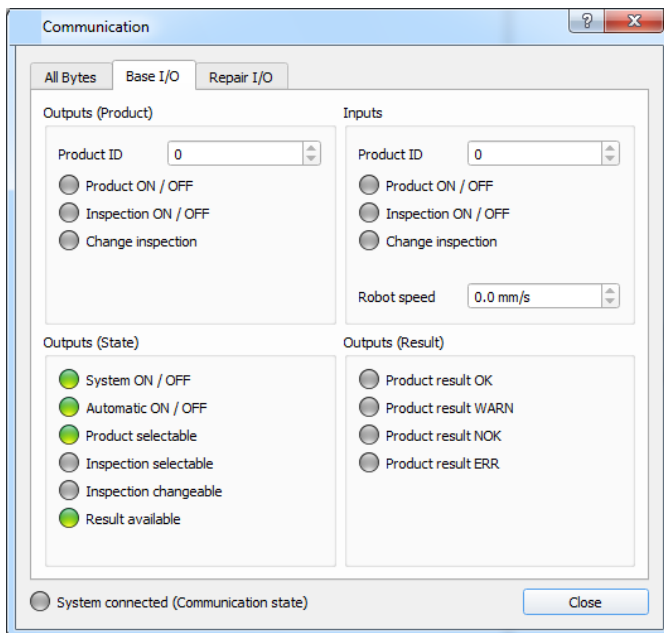 Communication
All Bytes Base I/O Repair I/O
Outputs (Product)
Product ID 0
Product ON / OFF
Inspection ON / OFF
Change inspection
Inputs
Product ID 0
Product ON / OFF
Inspection ON / OFF
Change inspection
Robot speed 0.0 mm/s
Outputs (State)
System ON / OFF
Automatic ON / OFF
Product selectable
Inspection selectable
Inspection changeable
Result available
Outputs (Result)
Product result OK
Product result WARN
Product result NOK
Product result ERR
System connected (Communication state)
Close